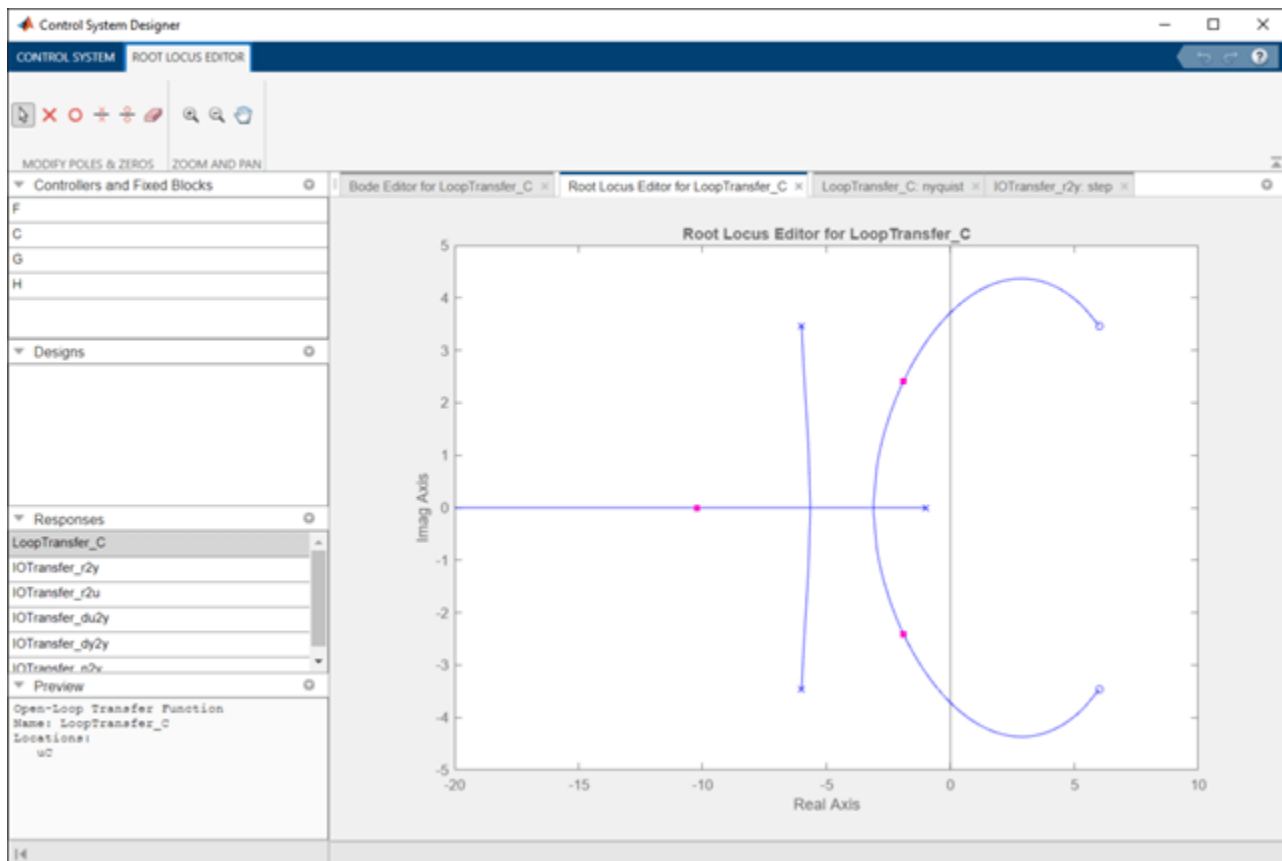 Control System Designer
CONTROL SYSTEM ROOT LOCUS EDITOR
?
MODIFY POLES & ZEROS ZOOM AND PAN
Controllers and Fixed Blocks
F
C
G
H
Designs
Responses
LoopTransfer_C
IOTransfer_r2y
IOTransfer_r2u
IOTransfer_du2y
IOTransfer_dy2y
IOTransfer_n2y
Preview
Open-Loop Transfer Function
Name: LoopTransfer_C
Locations:
uC
Bode Editor for LoopTransfer_C × Root Locus Editor for LoopTransfer_C × LoopTransfer_C: nyquist × IOTransfer_r2y: step ×
Root Locus Editor for LoopTransfer_C
5
4
3
2
1
0
-1
-2
-3
-4
-5
Imag Axis
-20 -15 -10 -5 0 5 10
Real Axis